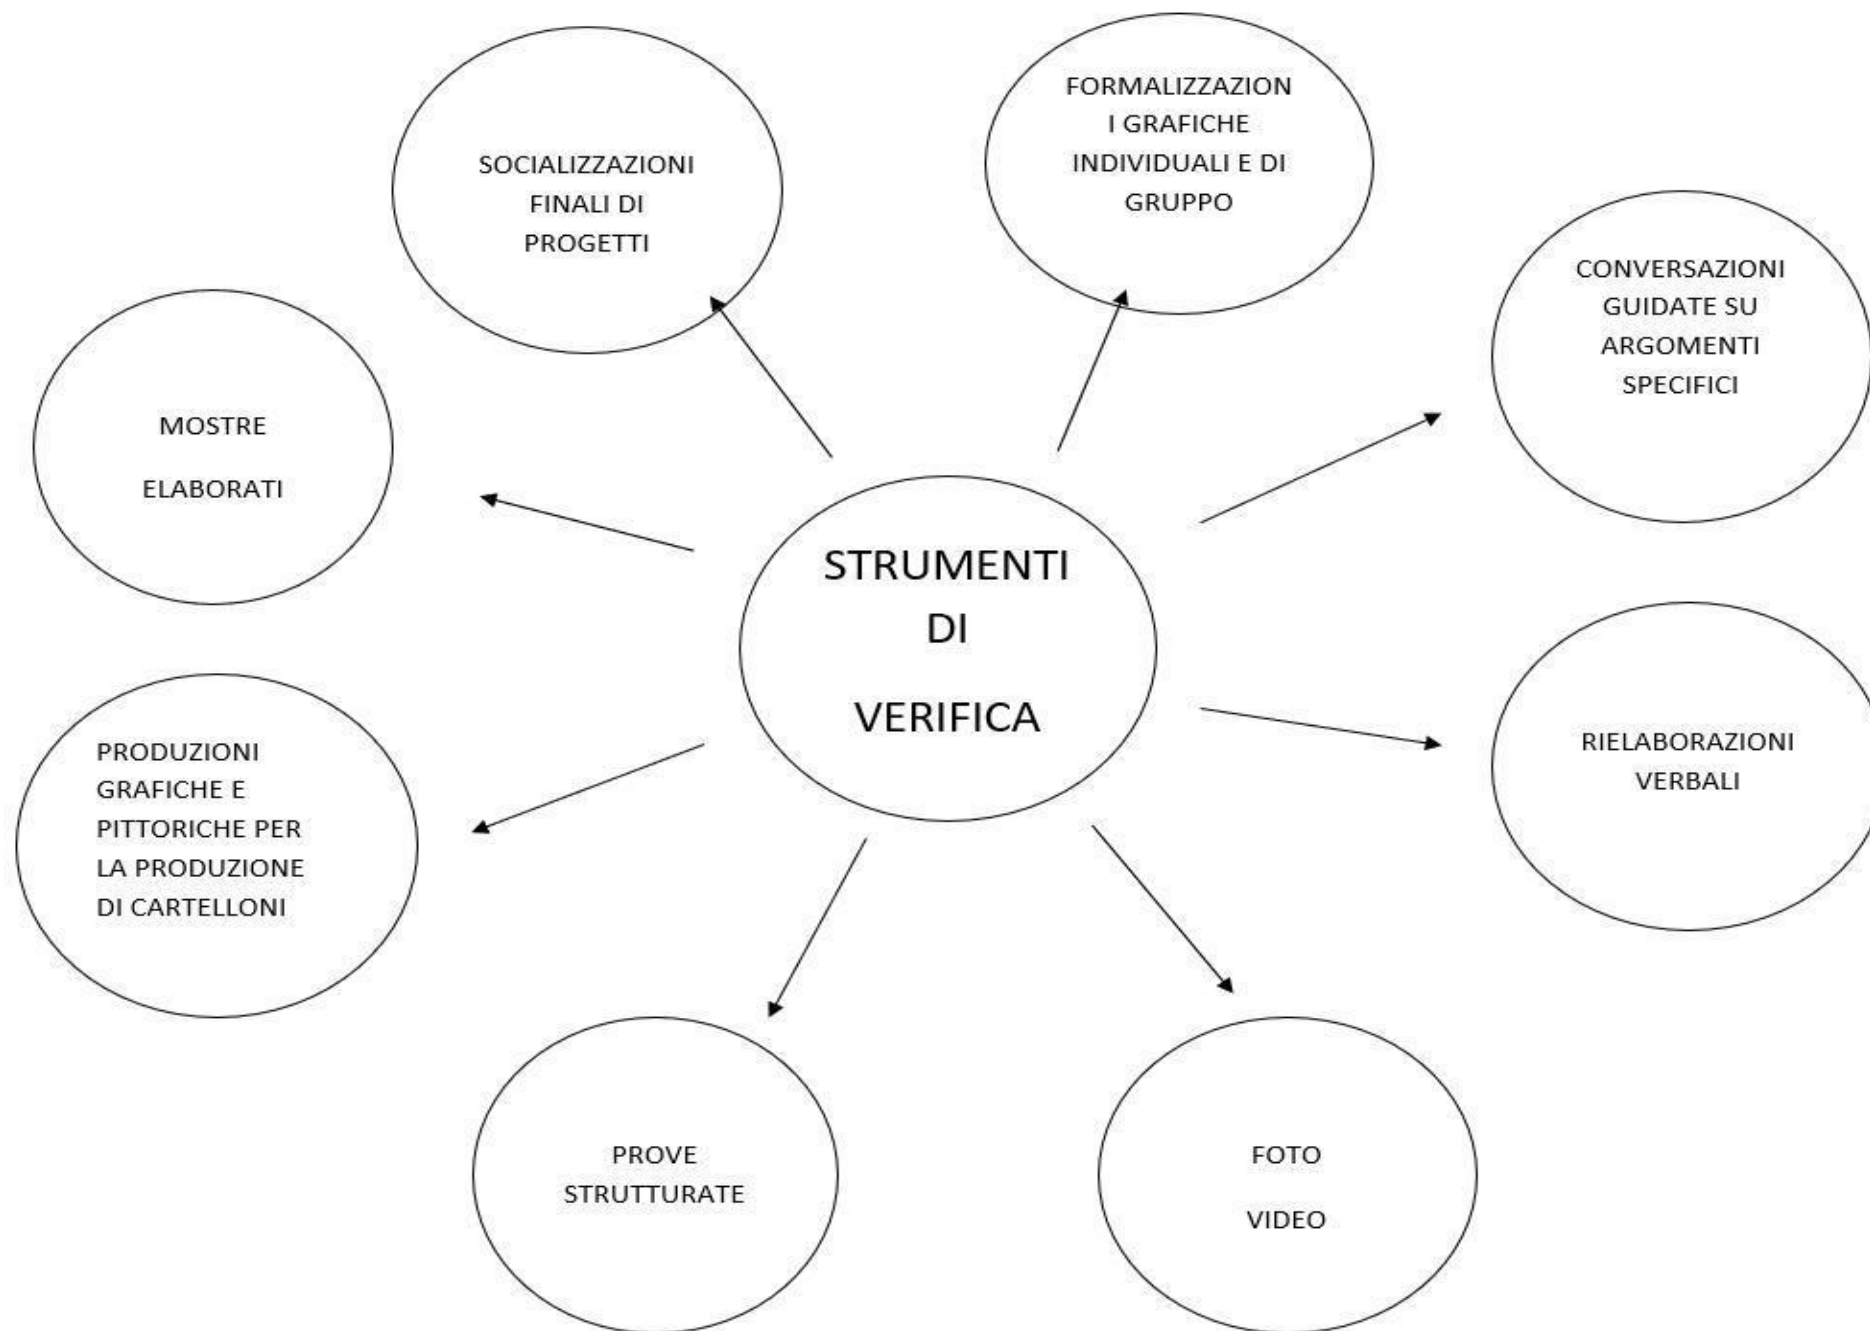 SOCIALIZZAZIONI
FINALI DI
PROGETTI
FORMALIZZAZION
I GRAFICHE
INDIVIDUALI E DI
GRUPPO
CONVERSAZIONI
GUIDATE SU
ARGOMENTI
SPECIFICI
MOSTRE
ELABORATI
STRUMENTI
DI
VERIFICA
PRODUZIONI
GRAFICHE E
PITTORICHE PER
LA PRODUZIONE
DI CARTELLONI
RIELABORAZIONI
VERBALI
PROVE
STRUTTURATE
FOTO
VIDEO